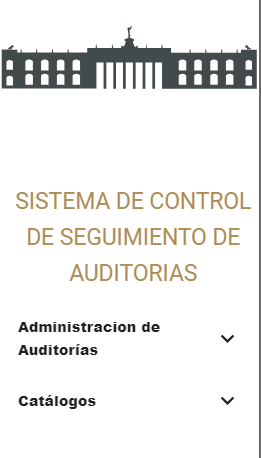 SISTEMA DE CONTROL
DE SEGUIMIENTO DE
AUDITORIAS
Administracion de
Auditorías
Catálogos